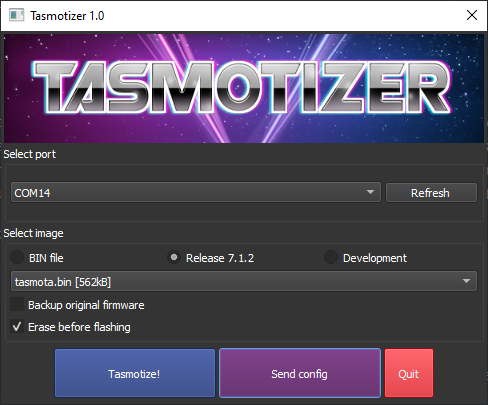 Tasmotizer 1.0
TASMOTIZER
Select port
COM14
Refresh
Select image
BIN file
Release 7.1.2
Development
tasmota.bin [562kB]
Backup original firmware
Erase before flashing
Tasmotize!
Send config
Quit